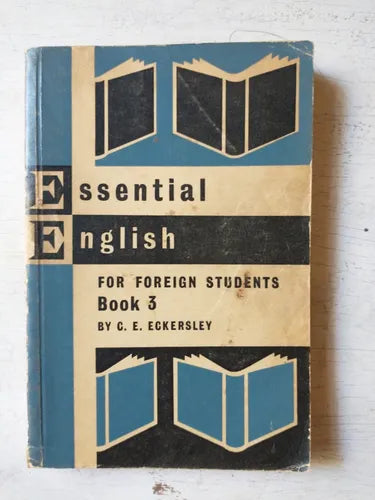 Essential
English
FOR FOREIGN STUDENTS
Book 3
BY C. E. ECKERSLEY